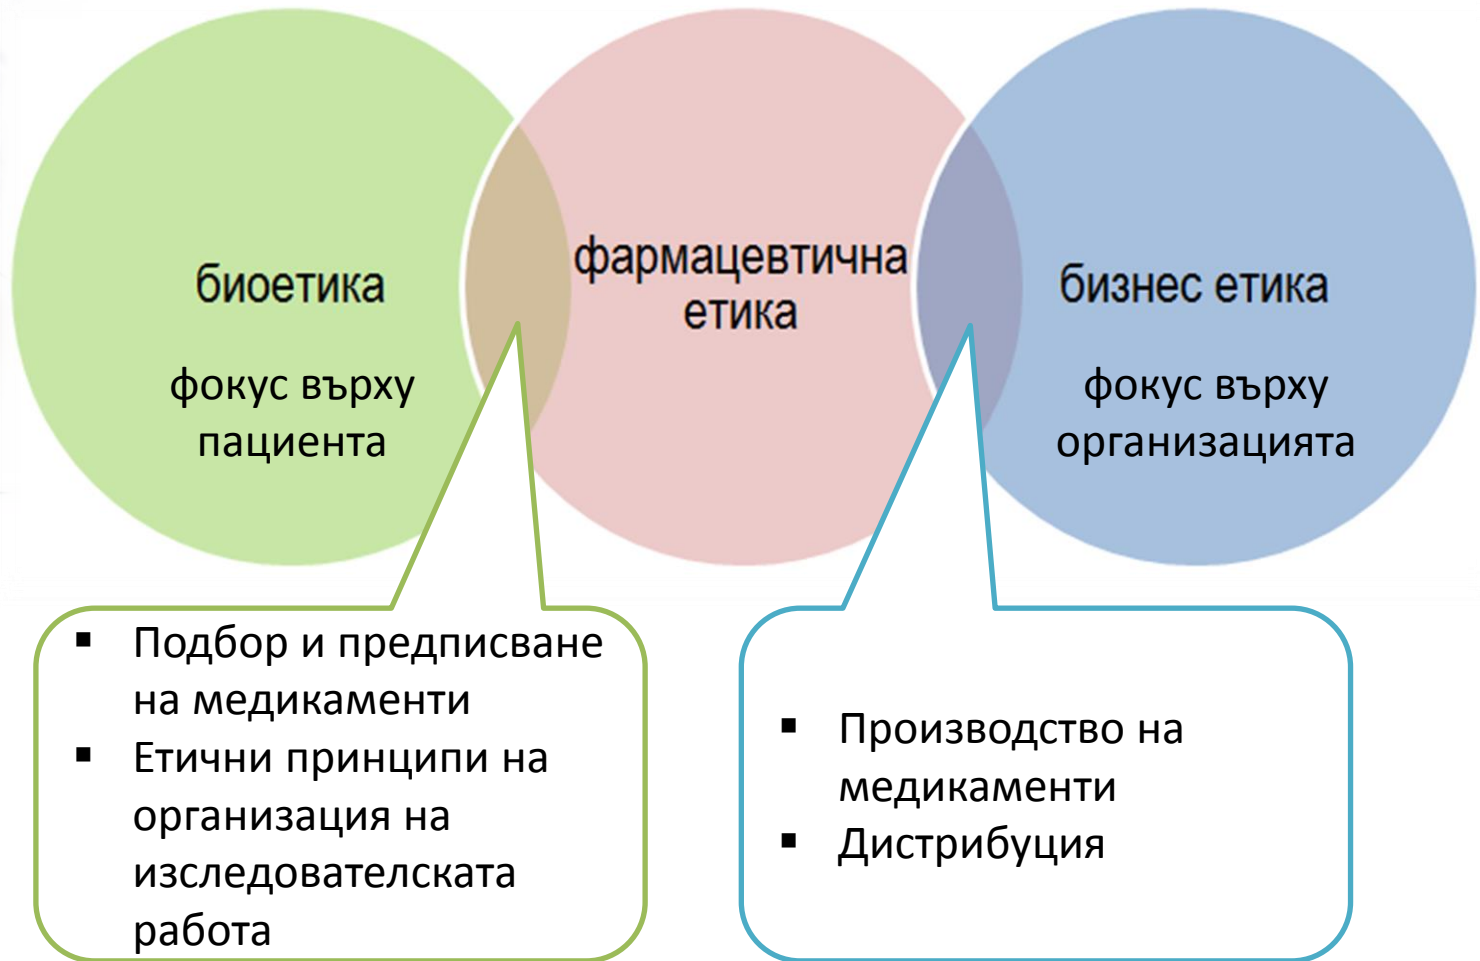 биоетика
фокус върху
пациента
фармацевтична
етика
бизнес етика
фокус върху
организацията
▪ Подбор и предписване
на медикаменти
▪ Етични принципи на
организация на
изследователската
работа
▪ Производство на
медикаменти
▪ Дистрибуция